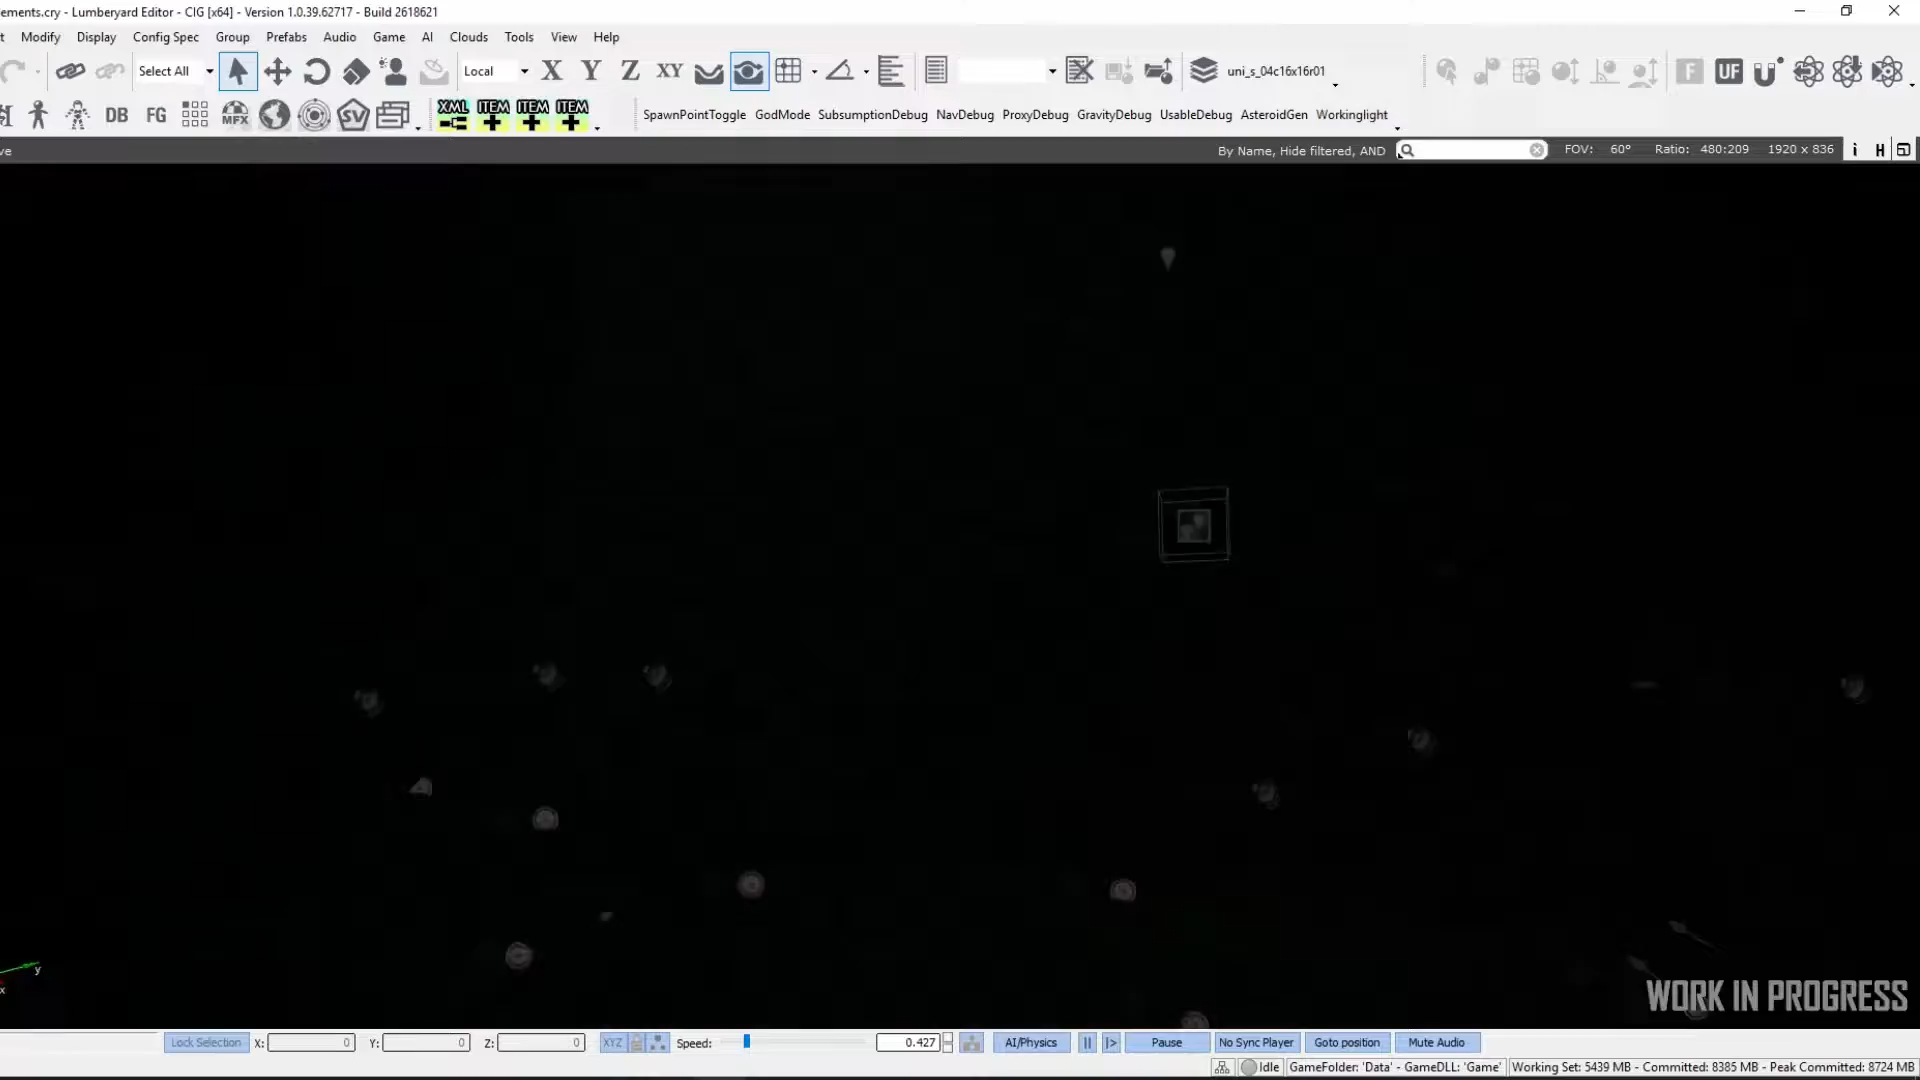 ements.cry - Lumberyard Editor - CIG [x64] - Version 1.0.39.62717 - Build 2618621
t Modify Display Config Spec Group Prefabs Audio Game AI Clouds Tools View Help
Select All Local X Y Z XY uni_s_04c16x16r01 F UF
DB FG MFX SV XML ITEM ITEM ITEM SpawnPointToggle GodMode SubsumptionDebug NavDebug ProxyDebug GravityDebug UsableDebug AsteroidGen Workinglight
ve By Name, Hide filtered, AND FOV: 60° Ratio: 480:209 1920 x 836 i H
y
x
WORK IN PROGRESS
Lock Selection X: 0 Y: 0 Z: 0 XYZ Speed: 0.427 AI/Physics Pause No Sync Player Goto position Mute Audio
Idle GameFolder: 'Data' - GameDLL: 'Game' Working Set: 5439 MB - Committed: 8385 MB - Peak Committed: 8724 MB